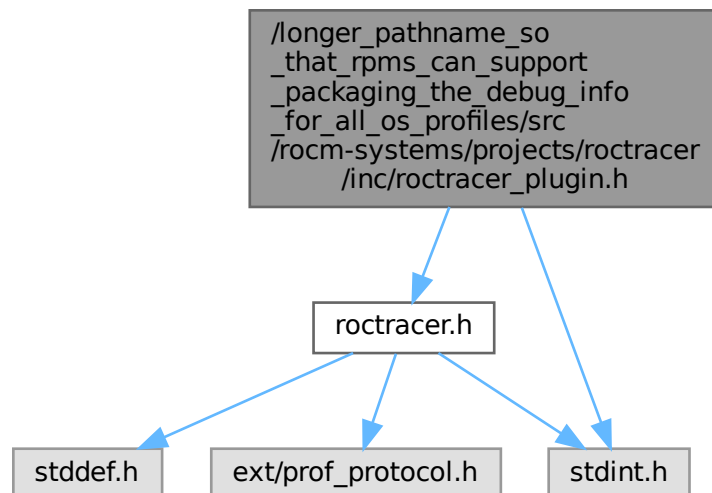 /longer_pathname_so
_that_rpms_can_support
_packaging_the_debug_info
_for_all_os_profiles/src
/rocm-systems/projects/roctracer
/inc/roctracer_plugin.h
roctracer.h
stddef.h
ext/prof_protocol.h
stdint.h